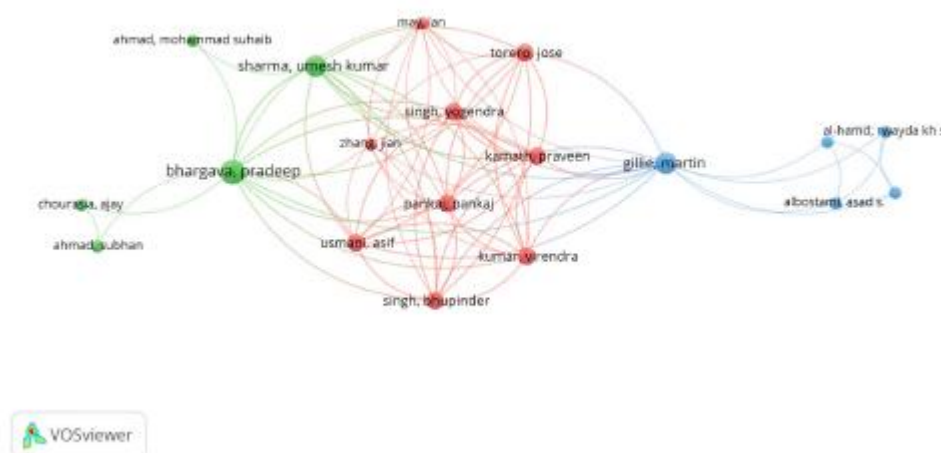 may, ian
ahmad, mohammad suhaib
torero, jose
sharma, umesh kumar
singh, yogendra
al-hamd, rwayda kh s
zhang, jian
kamath, praveen
gillie, martin
bhargava, pradeep
chourasia, ajay
pankaj, pankaj
albostami, asad s.
ahmad, subhan
usmani, asif
kumar, virendra
singh, bhupinder
VOSviewer